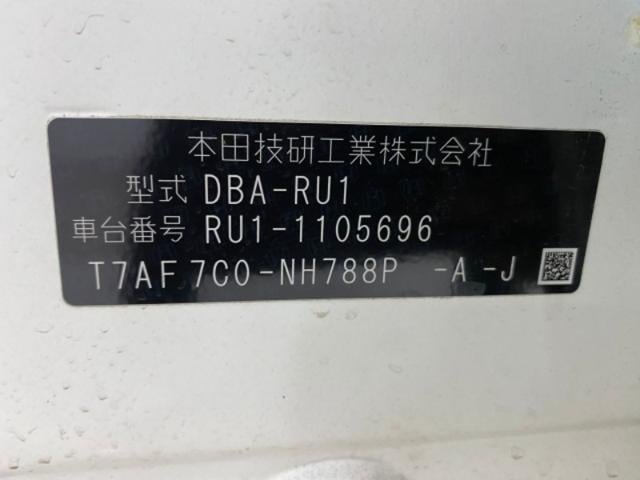 本田技研工業株式会社
型式 DBA-RU1
車台番号 RU1-1105696
T7AF7C0-NH788P -A-J